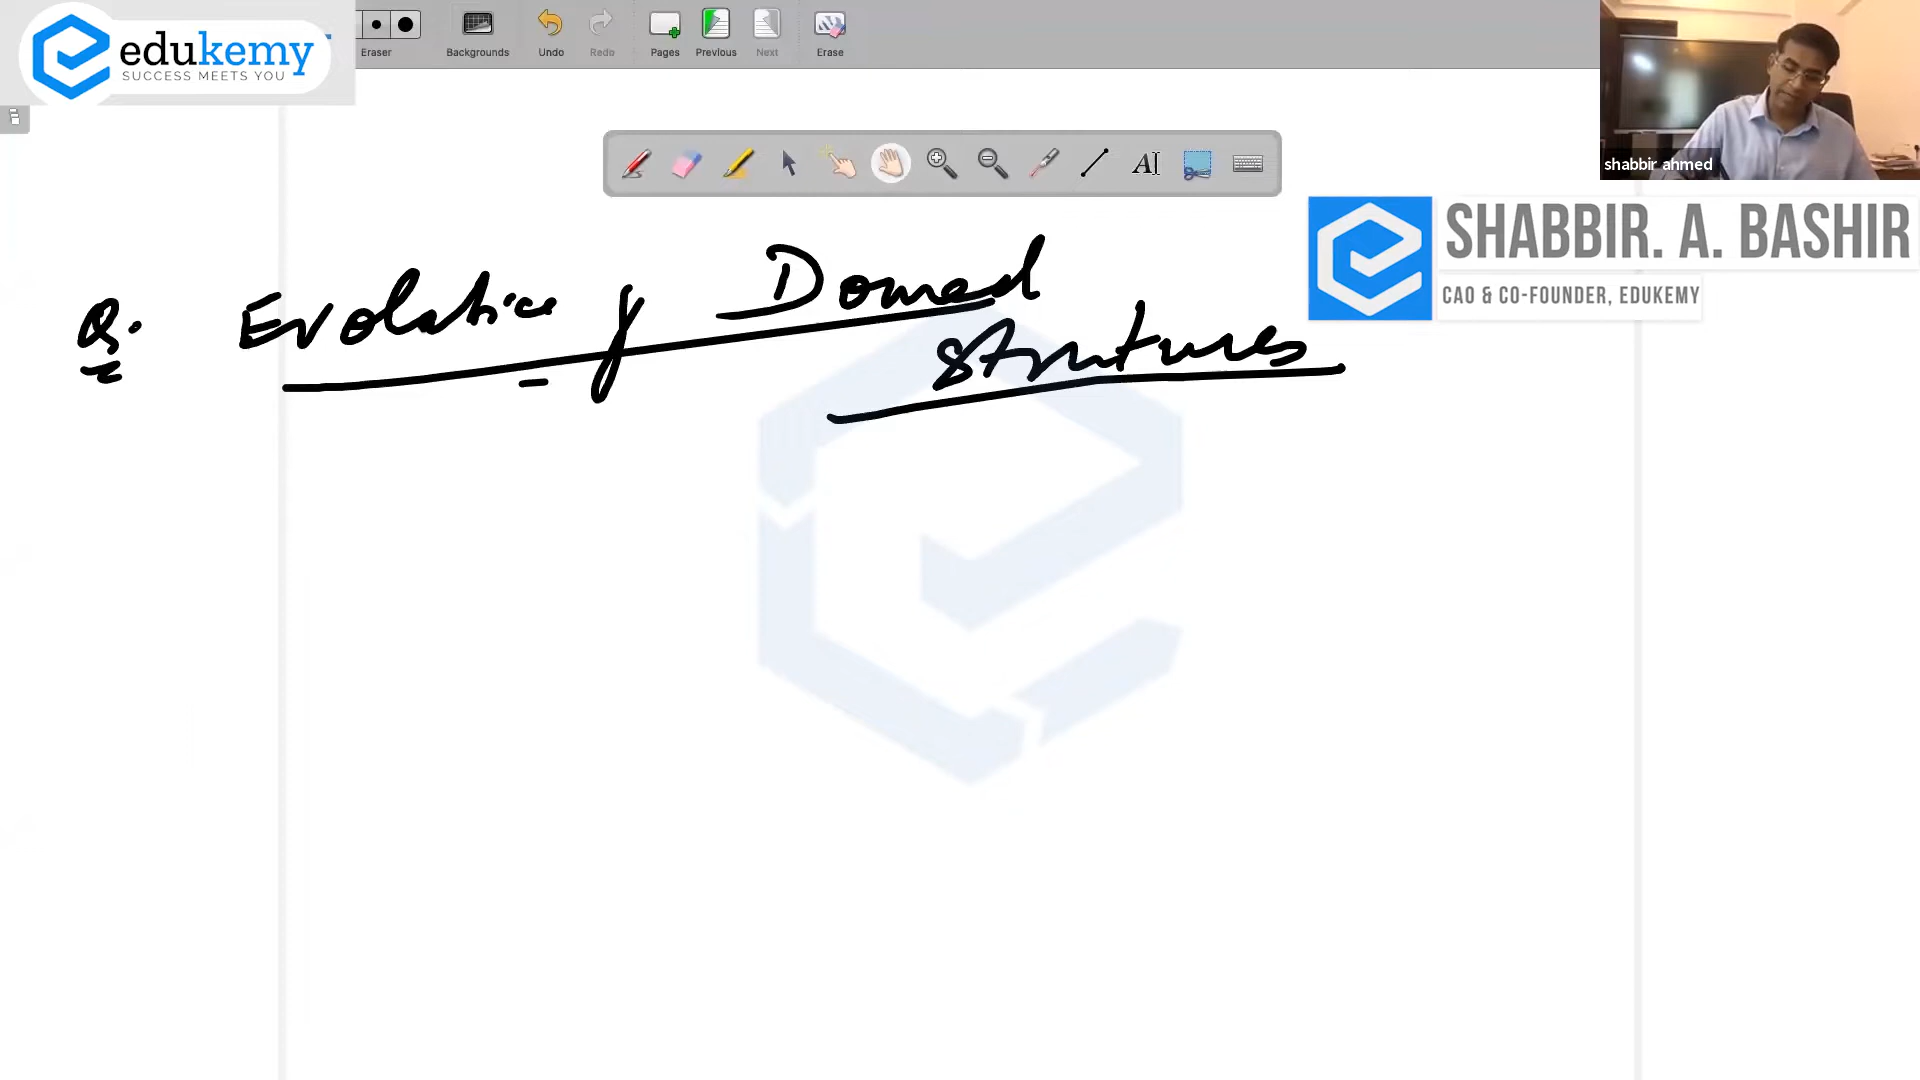 edukemy
SUCCESS MEETS YOU
Eraser
Backgrounds
Undo
Redo
Pages
Previous
Next
Erase
shabbir ahmed
SHABBIR. A. BASHIR
CAO & CO-FOUNDER, EDUKEMY
AI
Q. Evolution of Domed
Structures